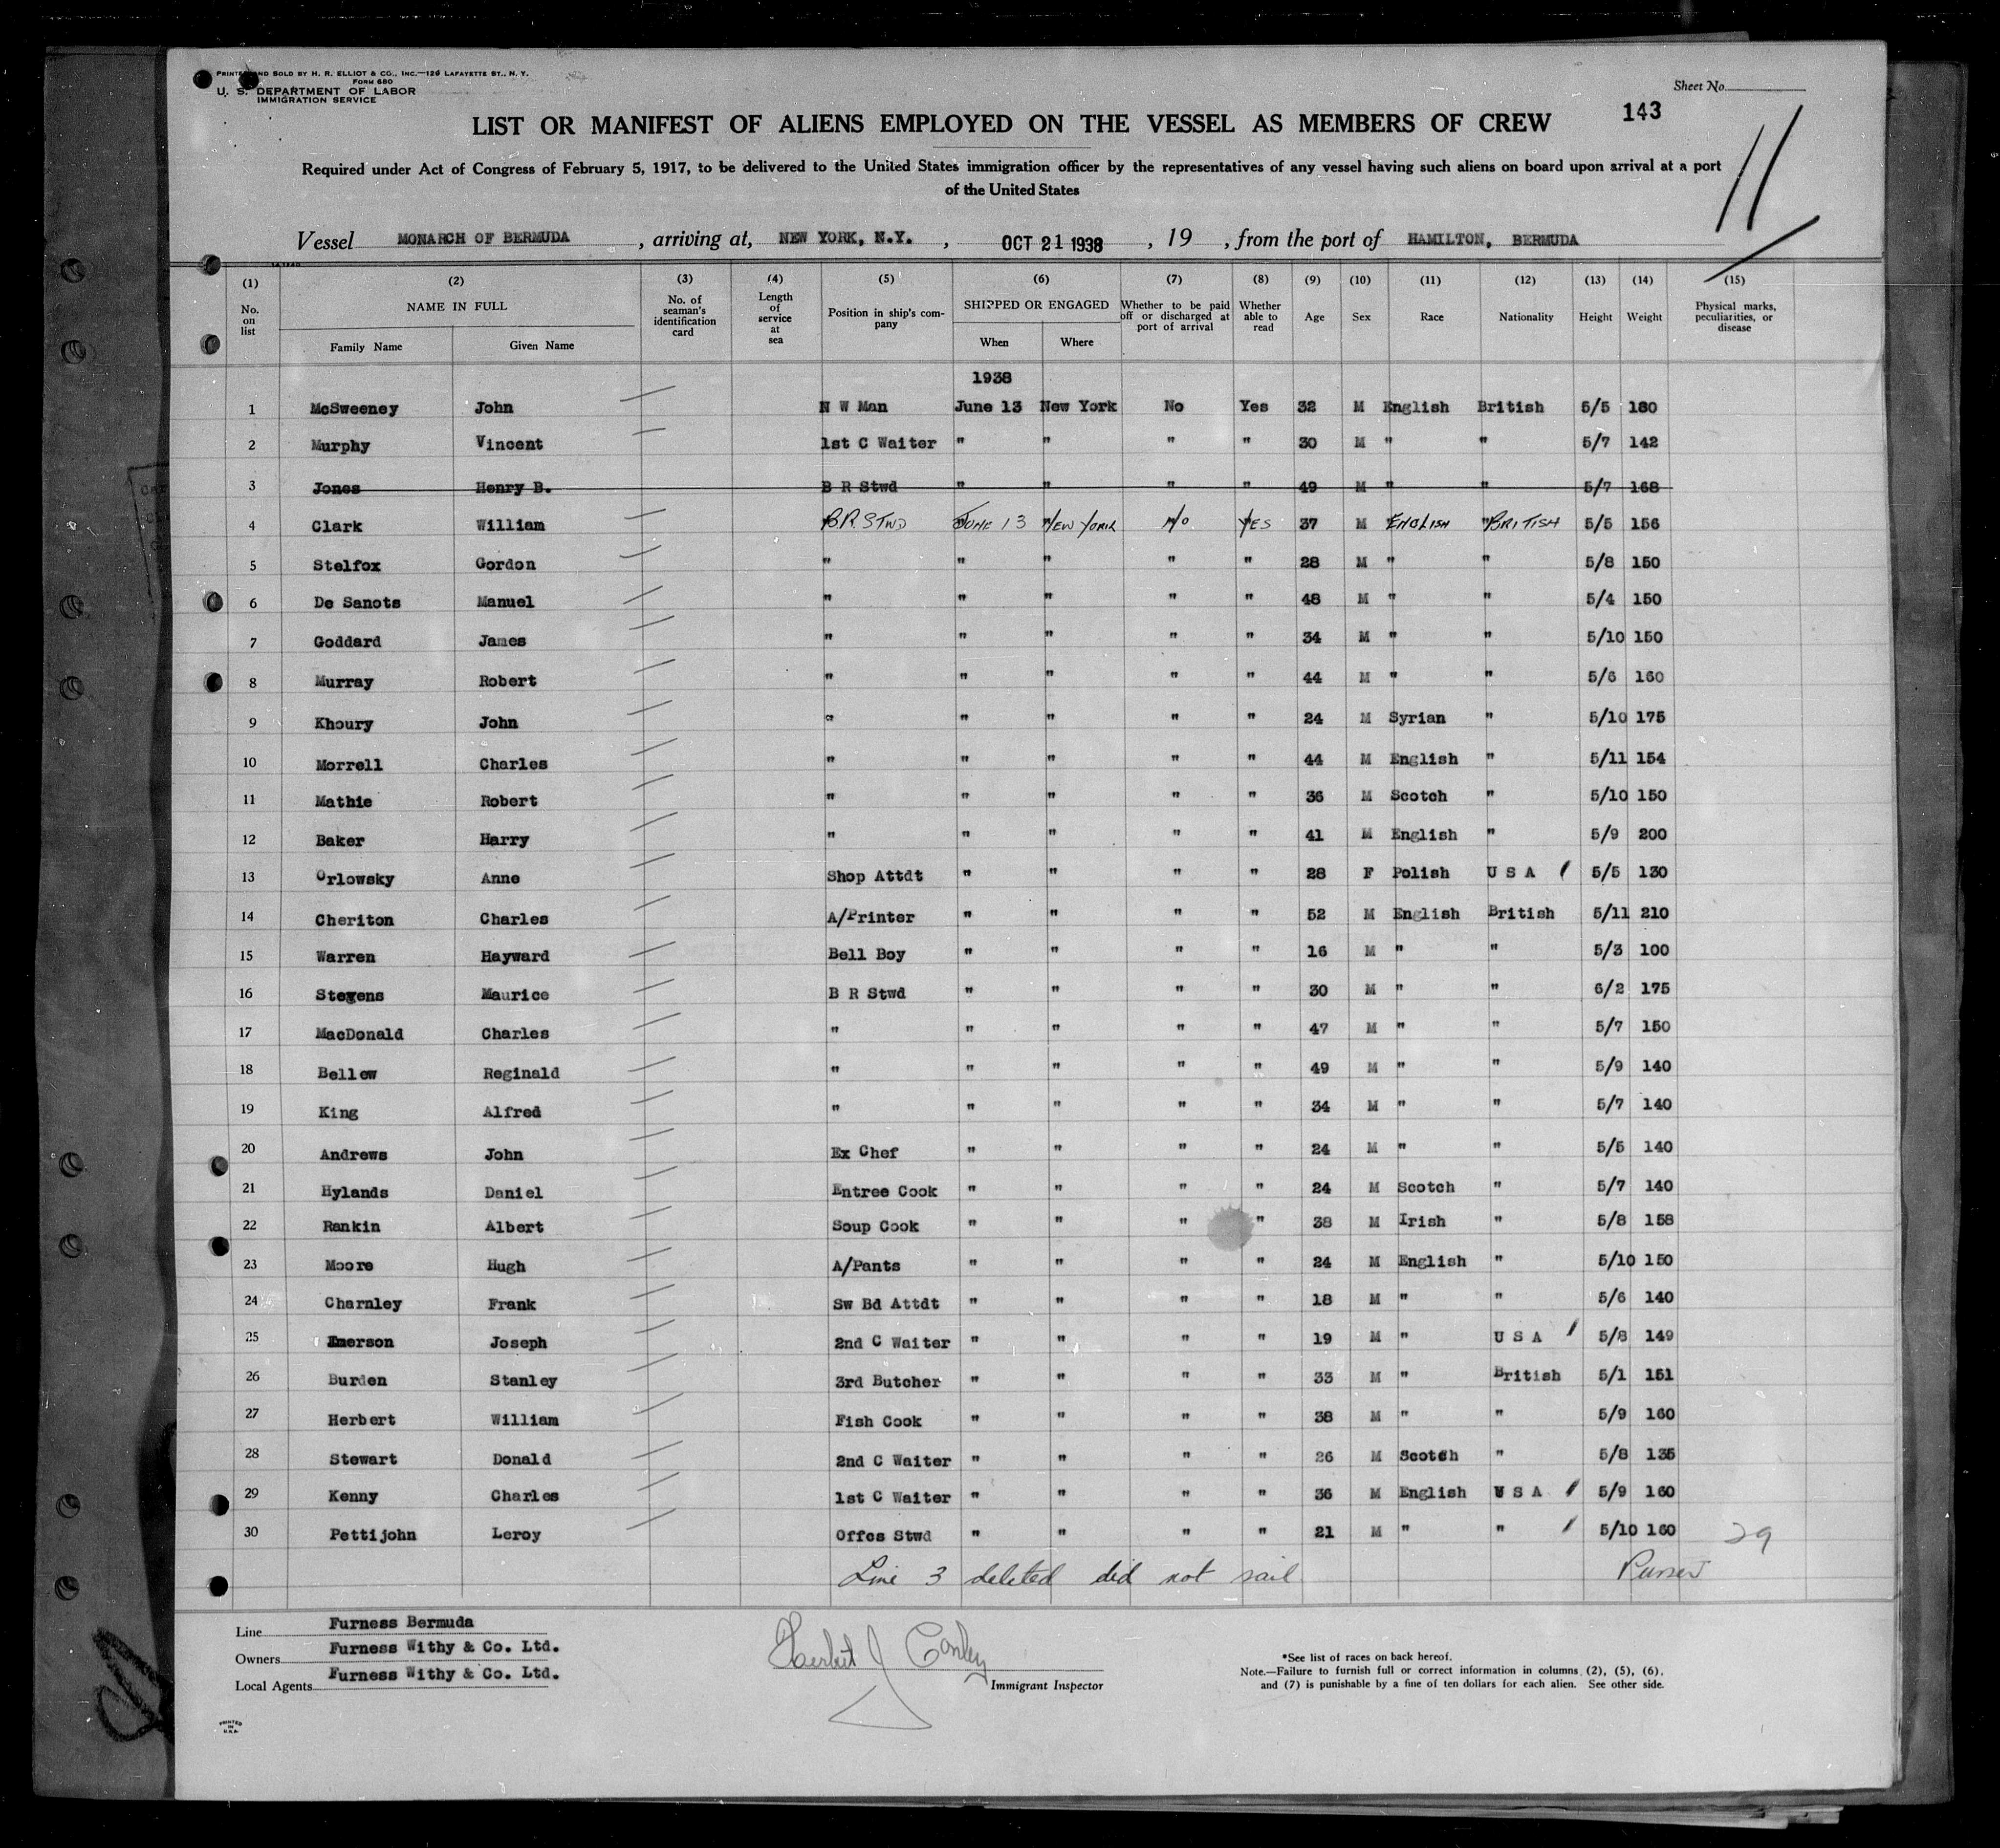 PRINTED AND SOLD BY H. R. ELLIOT & CO., INC.—129 LAFAYETTE ST., N. Y.
FORM 680
U. S. DEPARTMENT OF LABOR
IMMIGRATION SERVICE
Sheet No.
143
11
LIST OR MANIFEST OF ALIENS EMPLOYED ON THE VESSEL AS MEMBERS OF CREW
Required under Act of Congress of February 5, 1917, to be delivered to the United States immigration officer by the representatives of any vessel having such aliens on board upon arrival at a port
of the United States
Vessel MONARCH OF BERMUDA , arriving at, NEW YORK, N.Y. , OCT 21 1938 , 19 , from the port of HAMILTON, BERMUDA
(1) (2) (3) (4) (5) (6) (7) (8) (9) (10) (11) (12) (13) (14) (15)
No. on list NAME IN FULL Family Name Given Name No. of seaman's identification card Length of service at sea Position in ship's company SHIPPED OR ENGAGED When Where Whether to be paid off or discharged at port of arrival Whether able to read Age Sex Race Nationality Height Weight Physical marks, peculiarities, or disease
1938
1 McSweeney John N W Man June 13 New York No Yes 32 M English British 5/5 180
2 Murphy Vincent 1st C Waiter " " " " 30 M " " 5/7 142
3 Jones Henry B. B R Stwd " " " " 49 M " " 5/7 168
4 Clark William B.R. STWD JUNE 13 NEW YORK NO YES 37 M ENGLISH BRITISH 5/5 156
5 Stelfox Gordon " " " " " 28 M " " 5/8 150
6 De Sanots Manuel " " " " " 48 M " " 5/4 150
7 Goddard James " " " " " 34 M " " 5/10 150
8 Murray Robert " " " " " 44 M " " 5/6 160
9 Khoury John " " " " " 24 M Syrian " 5/10 175
10 Morrell Charles " " " " " 44 M English " 5/11 154
11 Mathie Robert " " " " " 36 M Scotch " 5/10 150
12 Baker Harry " " " " " 41 M English " 5/9 200
13 Orlowsky Anne Shop Attdt " " " " 28 F Polish U S A 5/5 130
14 Cheriton Charles A/Printer " " " " 52 M English British 5/11 210
15 Warren Hayward Bell Boy " " " " 16 M " " 5/3 100
16 Stevens Maurice B R Stwd " " " " 30 M " " 6/2 175
17 MacDonald Charles " " " " " 47 M " " 5/7 150
18 Bellew Reginald " " " " " 49 M " " 5/9 140
19 King Alfred " " " " " 34 M " " 5/7 140
20 Andrews John Ex Chef " " " " 24 M " " 5/5 140
21 Hylands Daniel Entree Cook " " " " 24 M Scotch " 5/7 140
22 Rankin Albert Soup Cook " " " " 38 M Irish " 5/8 158
23 Moore Hugh A/Pants " " " " 24 M English " 5/10 150
24 Charnley Frank Sw Bd Attdt " " " " 18 M " " 5/6 140
25 Emerson Joseph 2nd C Waiter " " " " 19 M " U S A 5/8 149
26 Burden Stanley 3rd Butcher " " " " 33 M " British 5/1 151
27 Herbert William Fish Cook " " " " 38 M " " 5/9 160
28 Stewart Donald 2nd C Waiter " " " " 26 M Scotch " 5/8 135
29 Kenny Charles 1st C Waiter " " " " 36 M English U S A 5/9 160
30 Pettijohn Leroy Offcs Stwd " " " " 21 M " " 5/10 160 29
Line 3 deleted did not sail Purser
Line Furness Bermuda
Owners Furness Withy & Co. Ltd.
Local Agents Furness Withy & Co. Ltd.
Herbert J Conley
Immigrant Inspector
*See list of races on back hereof.
Note.—Failure to furnish full or correct information in columns (2), (5), (6),
and (7) is punishable by a fine of ten dollars for each alien. See other side.
PRINTED
IN
U.S.A.